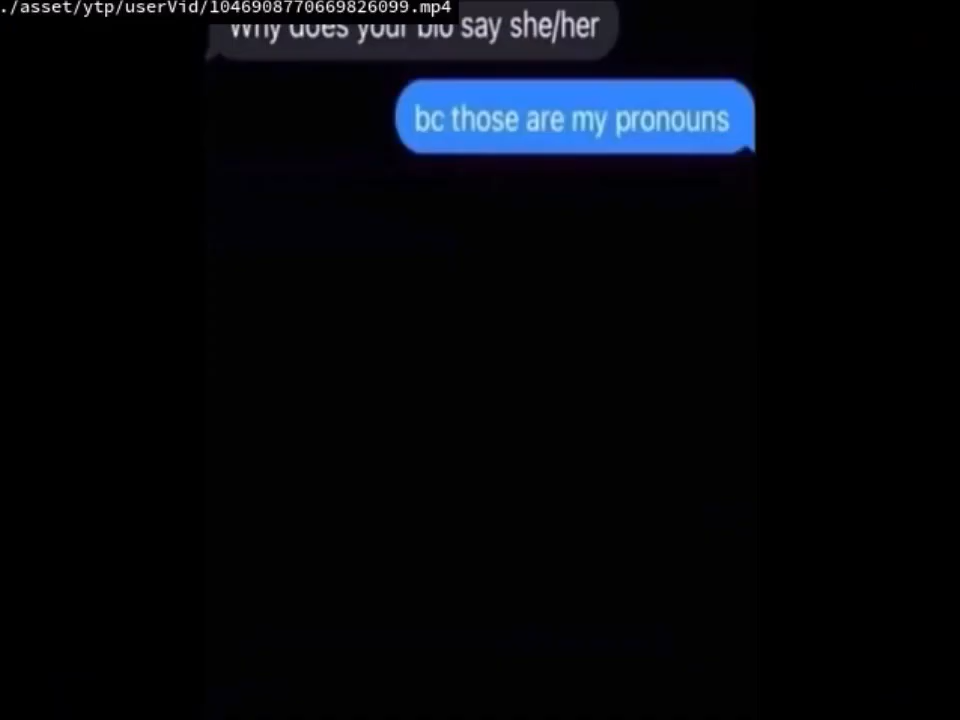 ./asset/ytp/userVid/1046908770669826099.mp4
Why does your bio say she/her
bc those are my pronouns